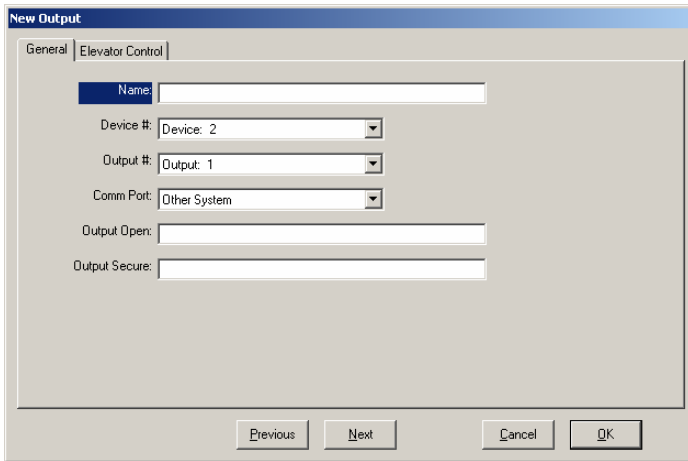 New Output
General Elevator Control
Name:
Device #: Device: 2
Output #: Output: 1
Comm Port: Other System
Output Open:
Output Secure:
Previous Next Cancel OK